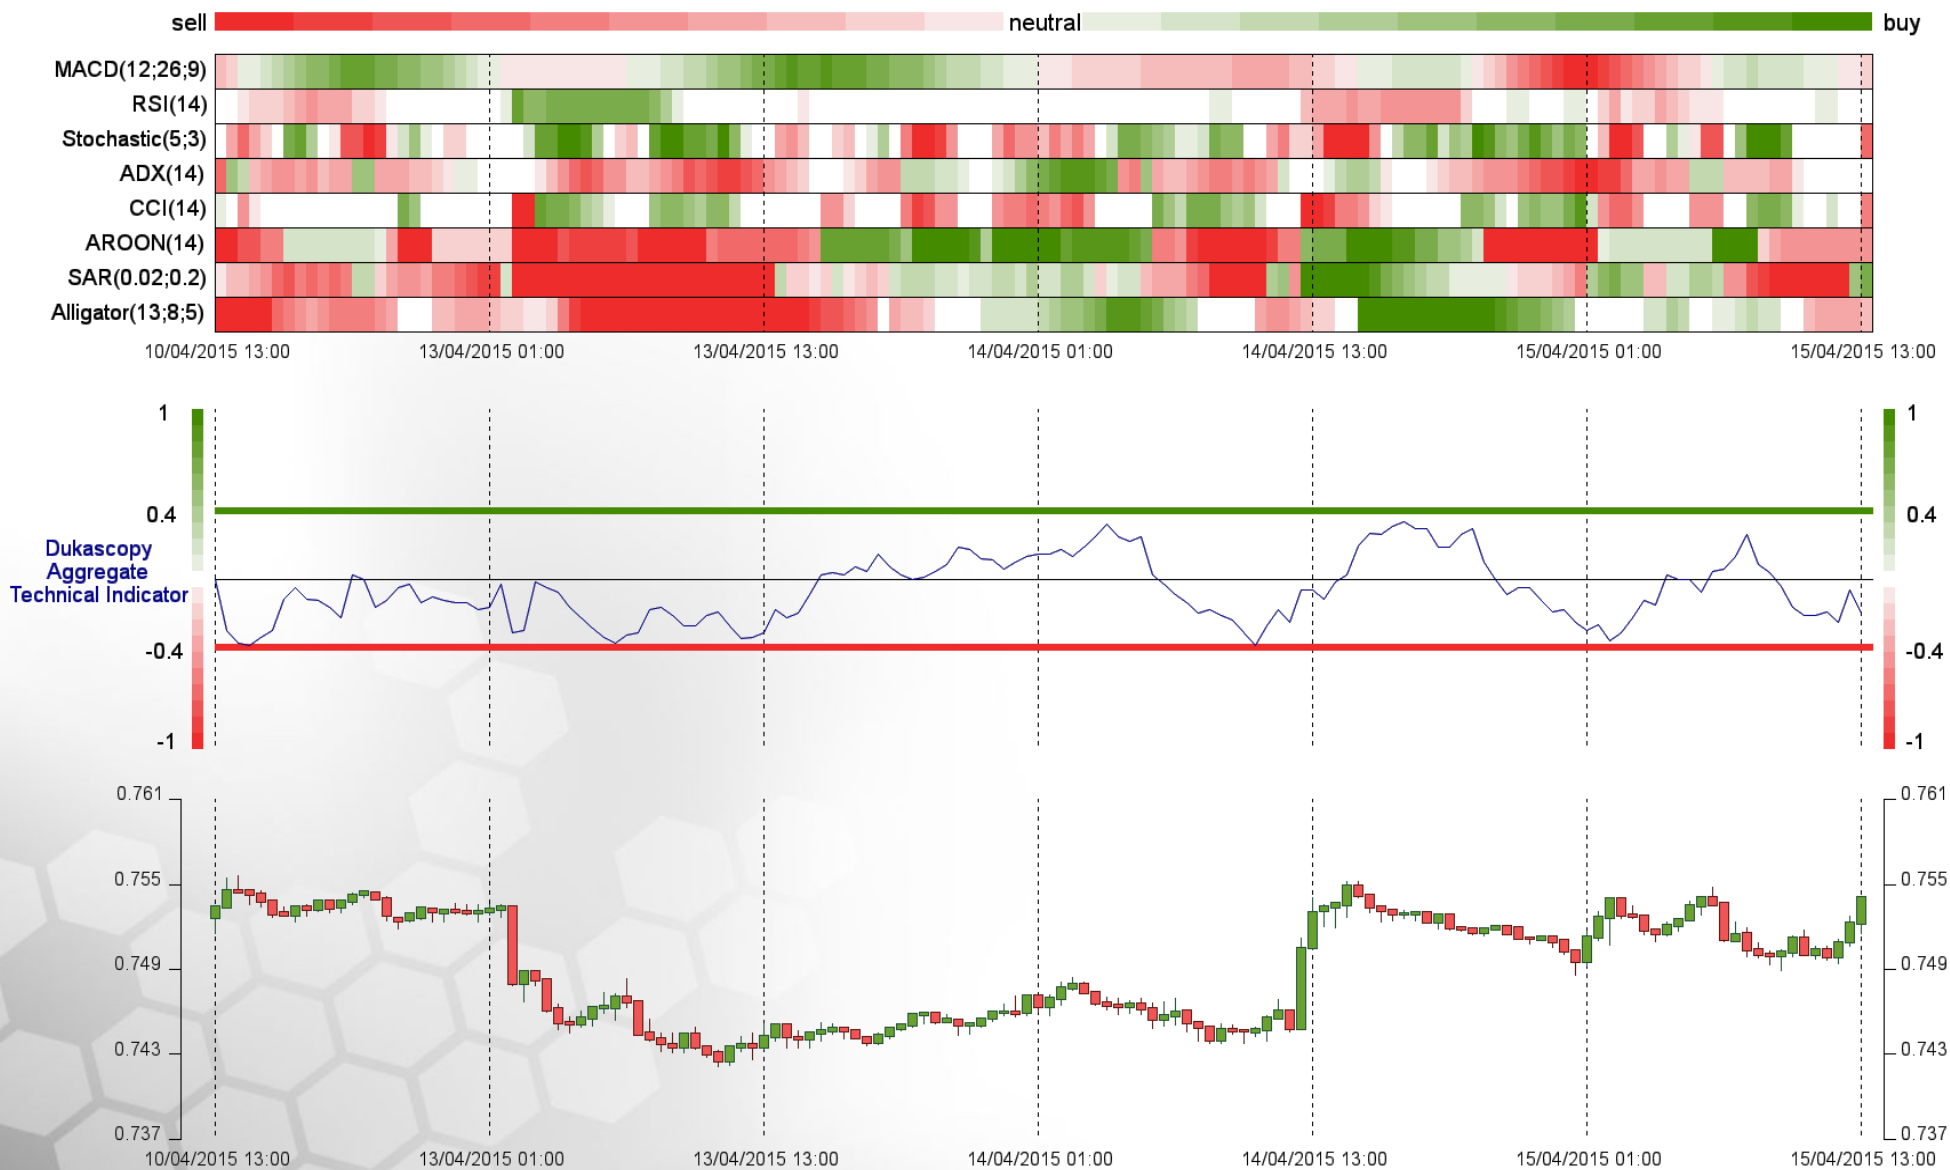 sell neutral buy
MACD(12;26;9)
RSI(14)
Stochastic(5;3)
ADX(14)
CCI(14)
AROON(14)
SAR(0.02;0.2)
Alligator(13;8;5)
10/04/2015 13:00 13/04/2015 01:00 13/04/2015 13:00 14/04/2015 01:00 14/04/2015 13:00 15/04/2015 01:00 15/04/2015 13:00
1 1
0.4 0.4
Dukascopy
Aggregate
Technical Indicator
-0.4 -0.4
-1 -1
0.761 0.761
0.755 0.755
0.749 0.749
0.743 0.743
0.737 0.737
10/04/2015 13:00 13/04/2015 01:00 13/04/2015 13:00 14/04/2015 01:00 14/04/2015 13:00 15/04/2015 01:00 15/04/2015 13:00